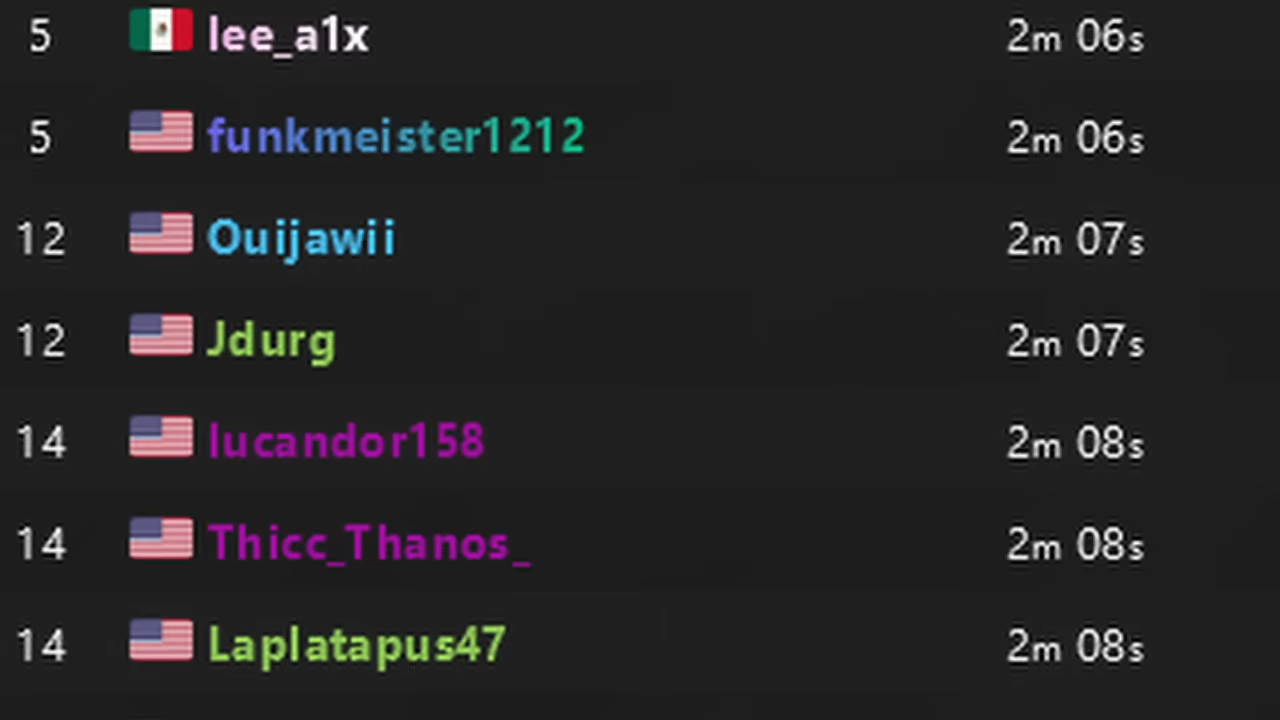 5 lee_a1x 2m 06s
5 funkmeister1212 2m 06s
12 Ouijawii 2m 07s
12 Jdurg 2m 07s
14 lucandor158 2m 08s
14 Thicc_Thanos_ 2m 08s
14 Laplatapus47 2m 08s